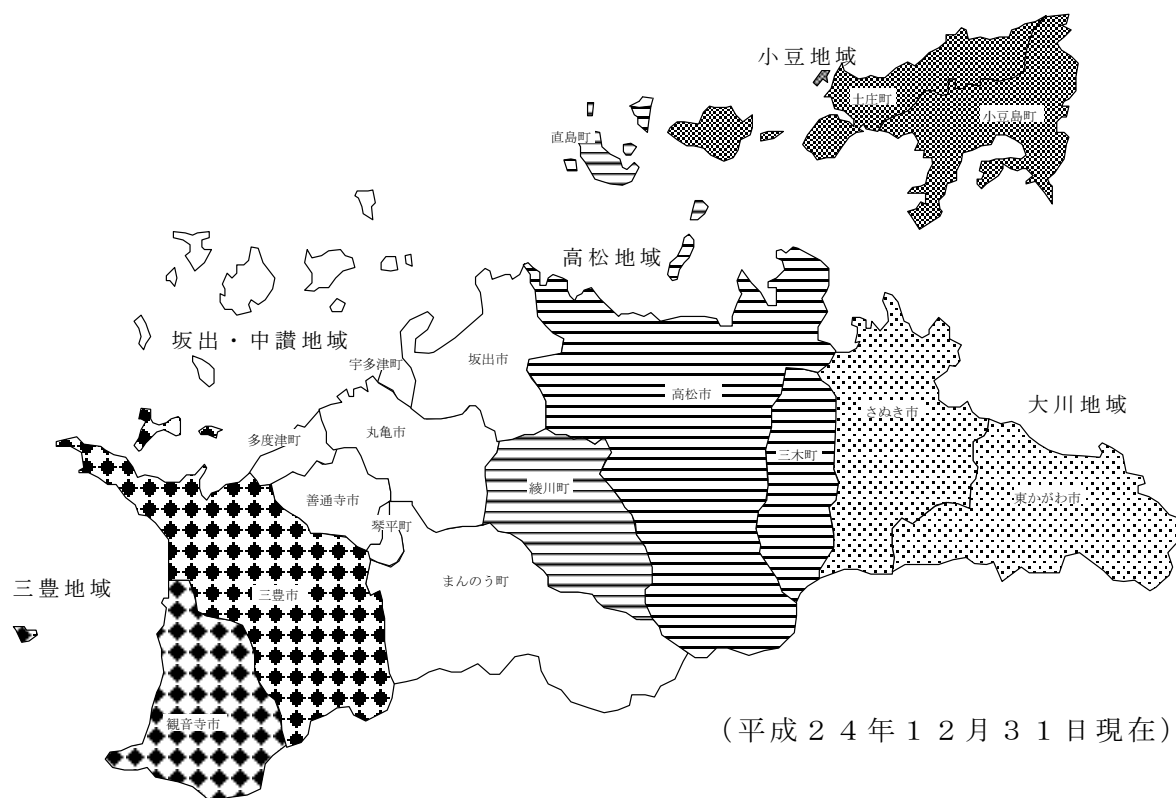 小豆地域
土庄町
小豆島町
直島町
高松地域
坂出・中讃地域
宇多津町
坂出市
高松市
大川地域
さぬき市
多度津町
丸亀市
三木町
善通寺市
綾川町
東かがわ市
琴平町
まんのう町
三豊地域
三豊市
観音寺市
（平成２４年１２月３１日現在）